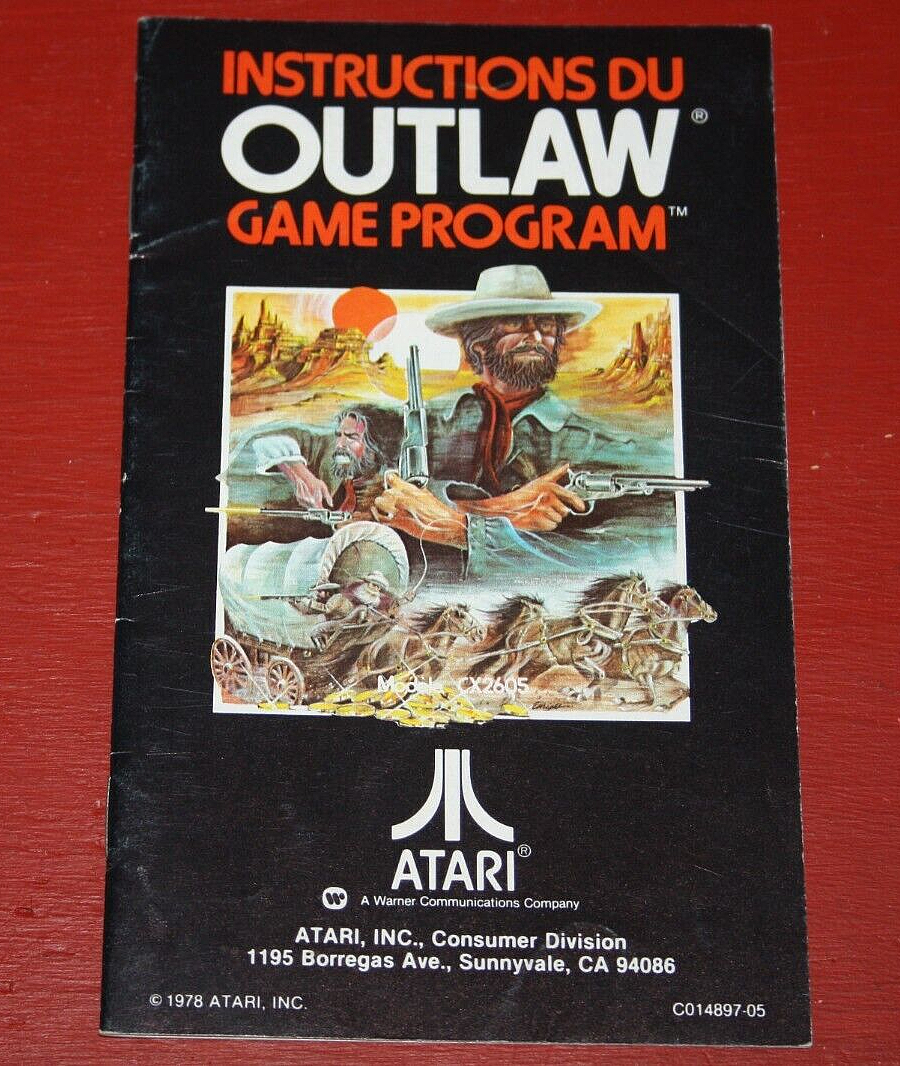 INSTRUCTIONS DU
OUTLAW®
GAME PROGRAM™
CX2605
ATARI®
A Warner Communications Company
ATARI, INC., Consumer Division
1195 Borregas Ave., Sunnyvale, CA 94086
© 1978 ATARI, INC.
C014897-05